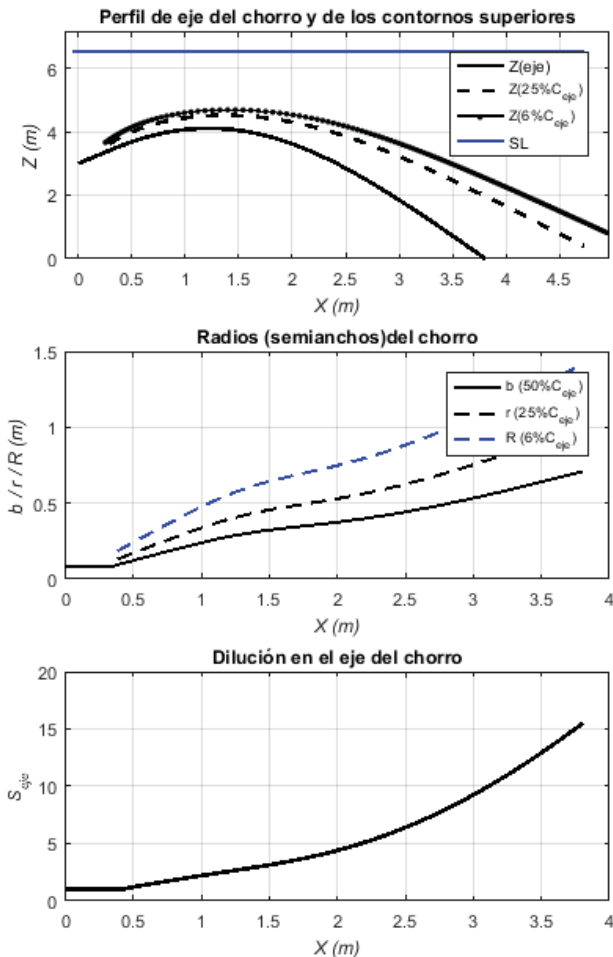 Perfil de eje del chorro y de los contornos superiores
Z (m)
6
4
2
0
Z(eje)
Z(25%C_eje)
Z(6%C_eje)
SL
0 0.5 1 1.5 2 2.5 3 3.5 4 4.5
X (m)
Radios (semianchos)del chorro
b / r / R (m)
1.5
1
0.5
0
b (50%C_eje)
r (25%C_eje)
R (6%C_eje)
0 0.5 1 1.5 2 2.5 3 3.5 4
X (m)
Dilución en el eje del chorro
S_eje
20
15
10
5
0
0 0.5 1 1.5 2 2.5 3 3.5 4
X (m)